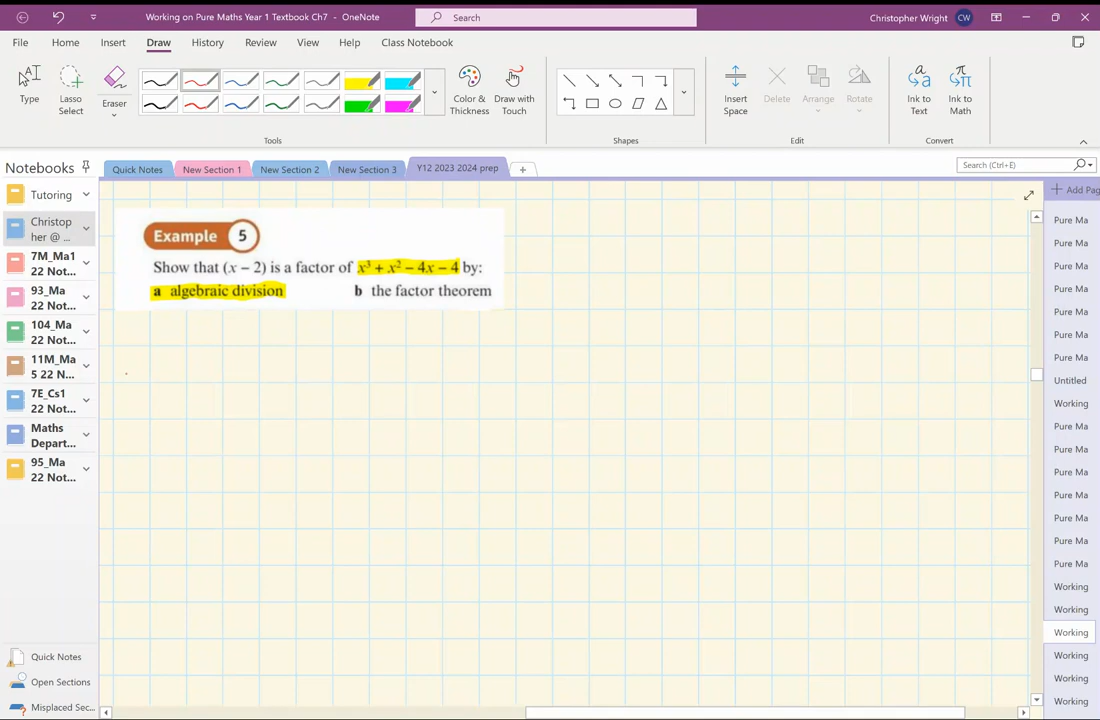 Working on Pure Maths Year 1 Textbook Ch7 - OneNote
Search
Christopher Wright CW
File Home Insert Draw History Review View Help Class Notebook
Type
Lasso Select
Eraser
Color & Thickness
Draw with Touch
Insert Space
Delete
Arrange
Rotate
Ink to Text
Ink to Math
Tools
Shapes
Edit
Convert
Notebooks
Quick Notes
New Section 1
New Section 2
New Section 3
Y12 2023 2024 prep
Search (Ctrl+E)
Add Pag
Tutoring
Christop
her @ ...
7M_Ma1
22 Not...
93_Ma
22 Not...
104_Ma
22 Not...
11M_Ma
5 22 N...
7E_Cs1
22 Not...
Maths
Depart...
95_Ma
22 Not...
Quick Notes
Open Sections
Misplaced Sec...
Example 5
Show that (x − 2) is a factor of x³ + x² − 4x − 4 by:
a algebraic division b the factor theorem
Pure Ma
Pure Ma
Pure Ma
Pure Ma
Pure Ma
Pure Ma
Pure Ma
Untitled
Working
Pure Ma
Pure Ma
Pure Ma
Pure Ma
Pure Ma
Pure Ma
Pure Ma
Working
Working
Working
Working
Working
Working